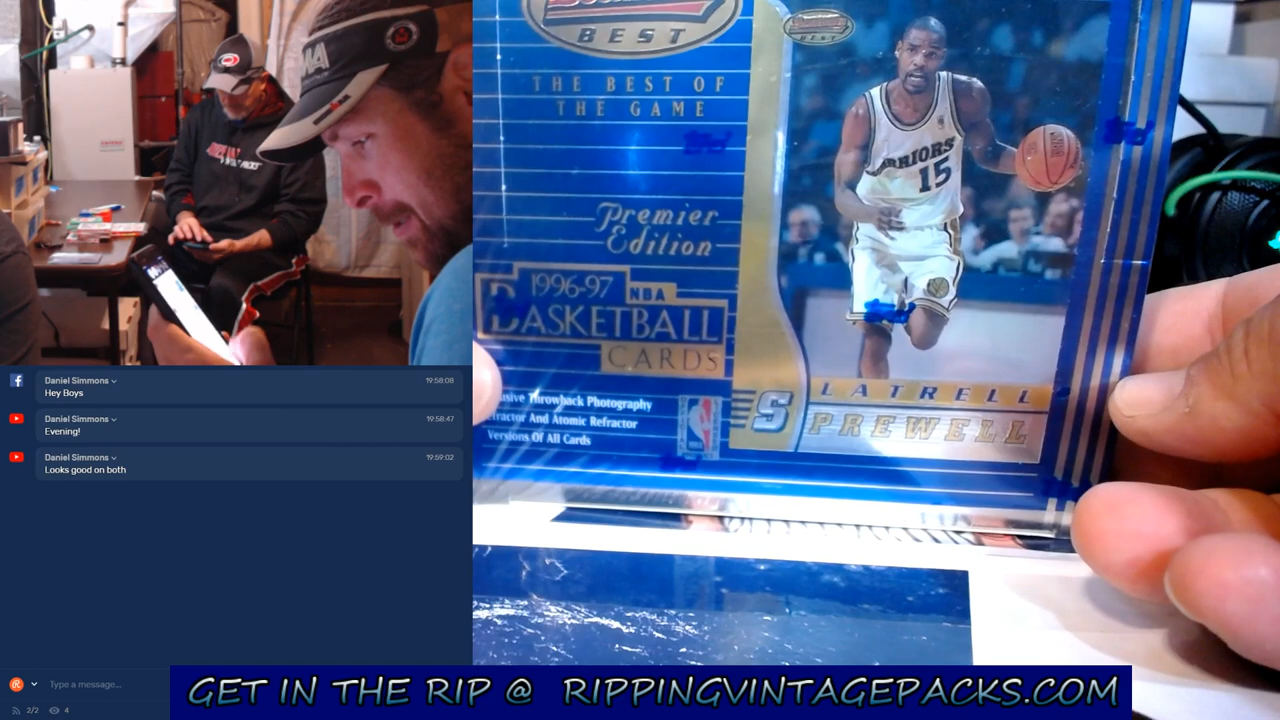 BEST
THE BEST OF
THE GAME
Premier
Edition
1996-97 NBA
BASKETBALL
CARDS
Throwback Photography
And Atomic Refractor
Versions Of All Cards
BEST
WARRIORS
15
S
LATRELL
SPREWELL
Daniel Simmons
19:58:08
Hey Boys
Daniel Simmons
19:58:47
Evening!
Daniel Simmons
19:59:02
Looks good on both
Type a message...
2/2
4
GET IN THE RIP @ RIPPINGVINTAGEPACKS.COM